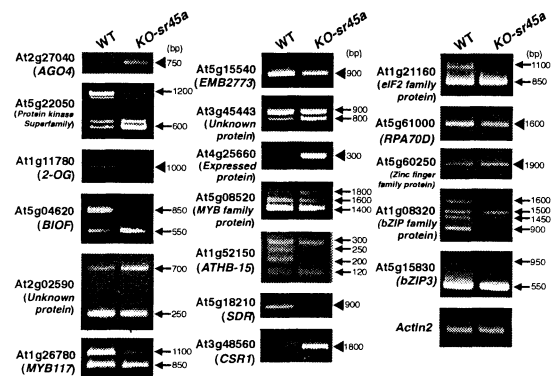 WT KO-sr45a
(bp)
At2g27040
(AGO4)
750
At5g22050
(Protein kinase
Superfamily)
1200
600
At1g11780
(2-OG)
1000
At5g04620
(BIOF)
850
550
At2g02590
(Unknown
protein)
700
250
At1g26780
(MYB117)
1100
850
WT KO-sr45a
(bp)
At5g15540
(EMB2773)
900
At3g45443
(Unknown
protein)
900
800
At4g25660
(Expressed
protein)
300
At5g08520
(MYB family
protein)
1800
1600
1400
At1g52150
(ATHB-15)
300
250
200
120
At5g18210
(SDR)
900
At3g48560
(CSR1)
1800
WT KO-sr45a
(bp)
At1g21160
(eIF2 family
protein)
1100
850
At5g61000
(RPA70D)
1600
At5g60250
(Zinc finger
family protein)
1900
At1g08320
(bZIP family
protein)
1600
1500
1450
900
At5g15830
(bZIP3)
950
550
Actin2